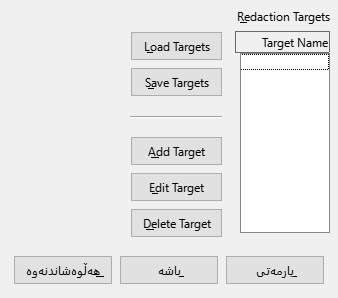 Redaction Targets
Target Name
Load Targets
Save Targets
Add Target
Edit Target
Delete Target
یارمەتی
باشە
هەڵوەشاندنەوە